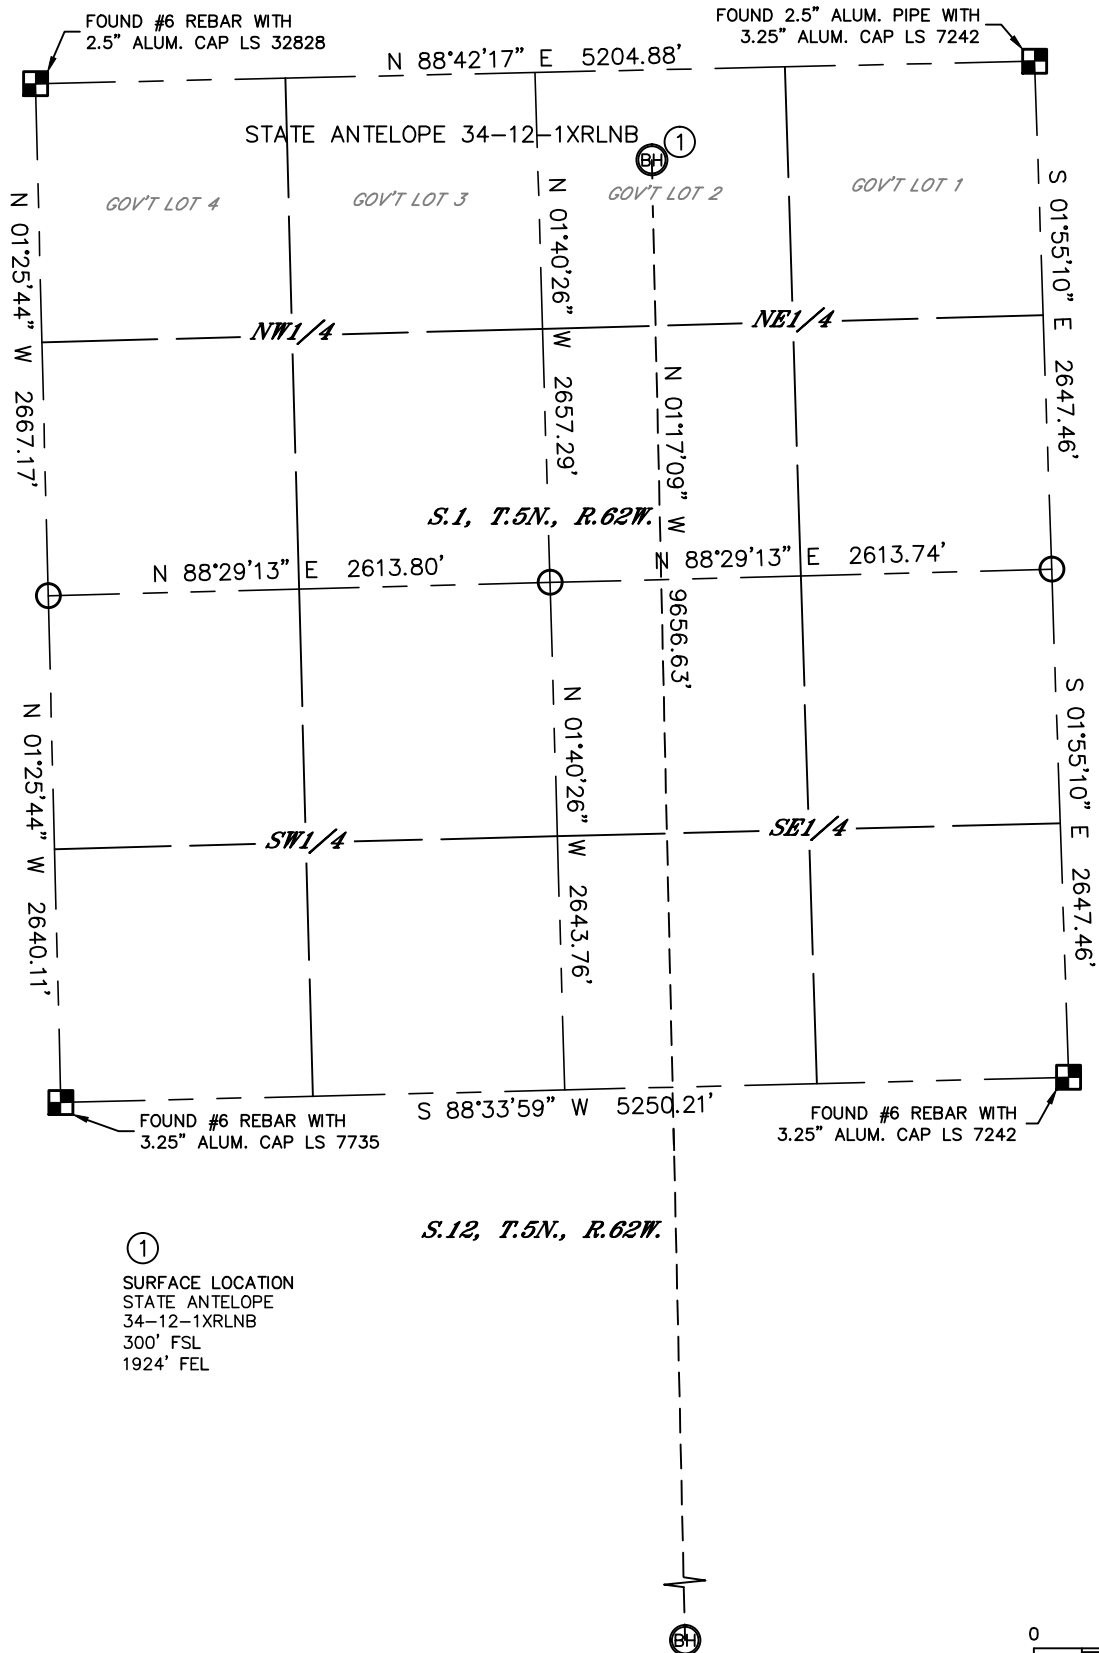 FOUND #6 REBAR WITH
2.5" ALUM. CAP LS 32828
FOUND 2.5" ALUM. PIPE WITH
3.25" ALUM. CAP LS 7242
N 88°42'17" E 5204.88'
STATE ANTELOPE 34-12-1XRLNB
1
BH
GOV'T LOT 4
GOV'T LOT 3
GOV'T LOT 2
GOV'T LOT 1
N 01°25'44" W 2667.17'
N 01°40'26" W 2657.29'
S 01°55'10" E 2647.46'
NW1/4
NE1/4
N 01°17'09" W 9656.63'
S.1, T.5N., R.62W.
N 88°29'13" E 2613.80'
N 88°29'13" E 2613.74'
N 01°25'44" W 2640.11'
N 01°40'26" W 2643.76'
S 01°55'10" E 2647.46'
SW1/4
SE1/4
S 88°33'59" W 5250.21'
FOUND #6 REBAR WITH
3.25" ALUM. CAP LS 7735
FOUND #6 REBAR WITH
3.25" ALUM. CAP LS 7242
S.12, T.5N., R.62W.
1
SURFACE LOCATION
STATE ANTELOPE
34-12-1XRLNB
300' FSL
1924' FEL
BH
0